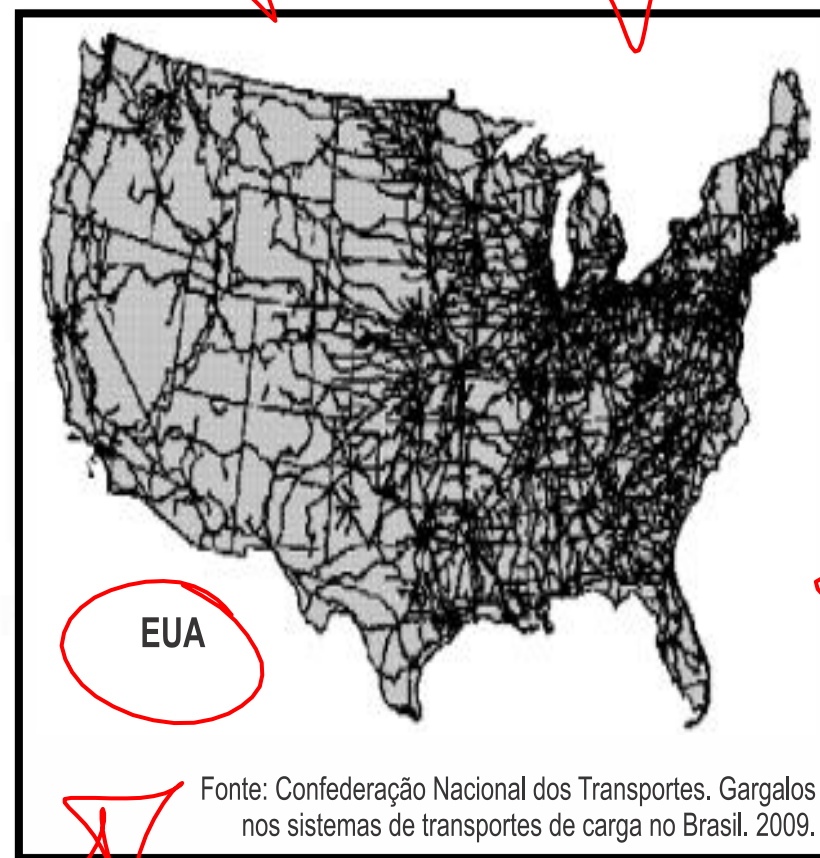 EUA
Fonte: Confederação Nacional dos Transportes. Gargalos
nos sistemas de transportes de carga no Brasil. 2009.